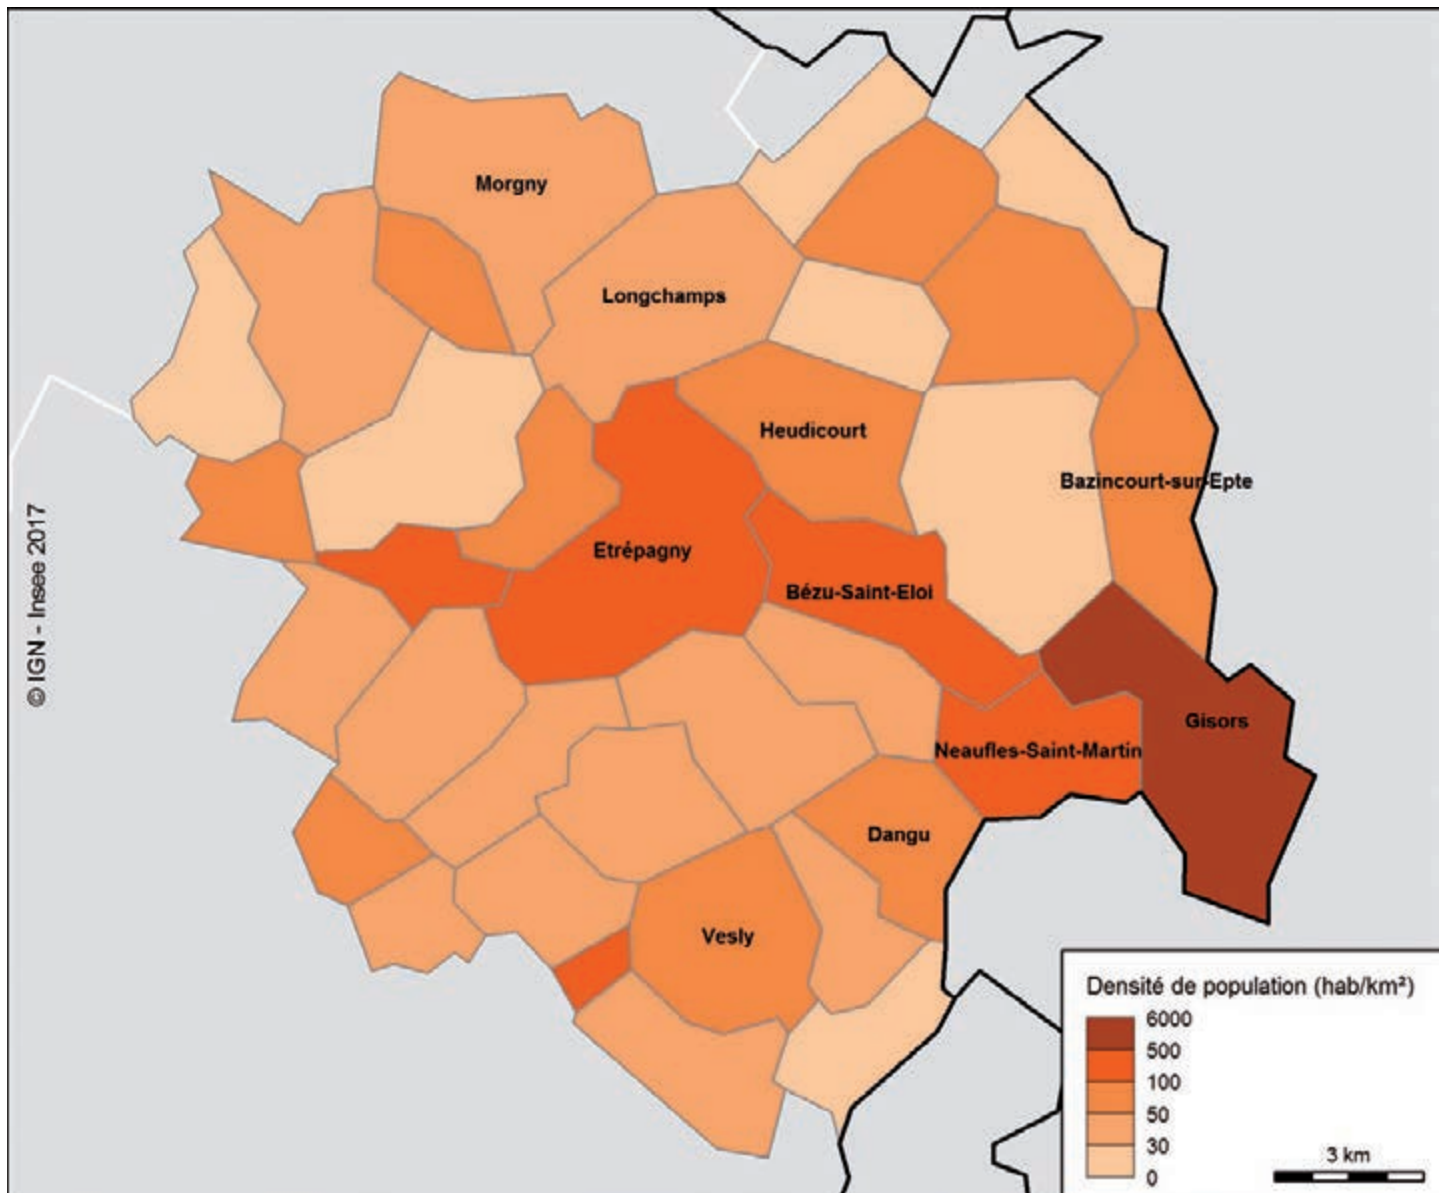 Morgny
Longchamps
Heudicourt
Bazincourt-sur-Epte
Etrépagny
Bézu-Saint-Eloi
Gisors
Neaufles-Saint-Martin
Dangu
Vesly
© IGN - Insee 2017
Densité de population (hab/km²)
6000
500
100
50
30
0
3 km